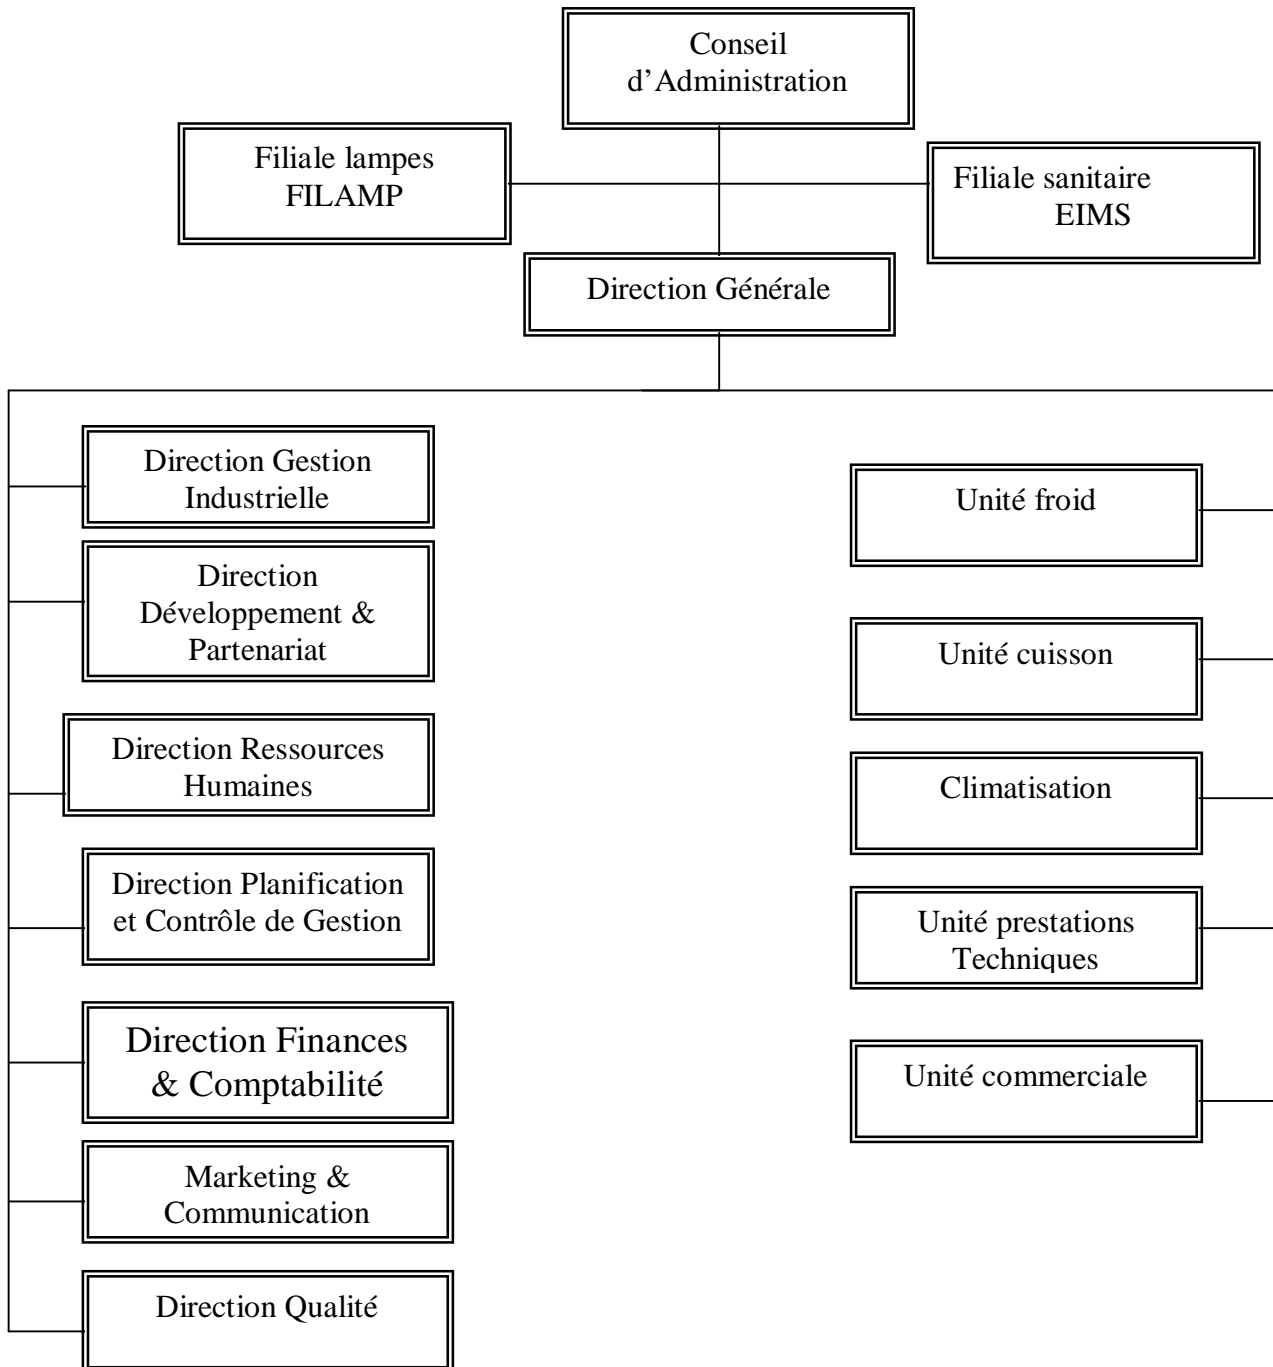 Conseil
d’Administration
Filiale lampes
FILAMP
Filiale sanitaire
EIMS
Direction Générale
Direction Gestion
Industrielle
Direction
Développement &
Partenariat
Direction Ressources
Humaines
Direction Planification
et Contrôle de Gestion
Direction Finances
& Comptabilité
Marketing &
Communication
Direction Qualité
Unité froid
Unité cuisson
Climatisation
Unité prestations
Techniques
Unité commerciale